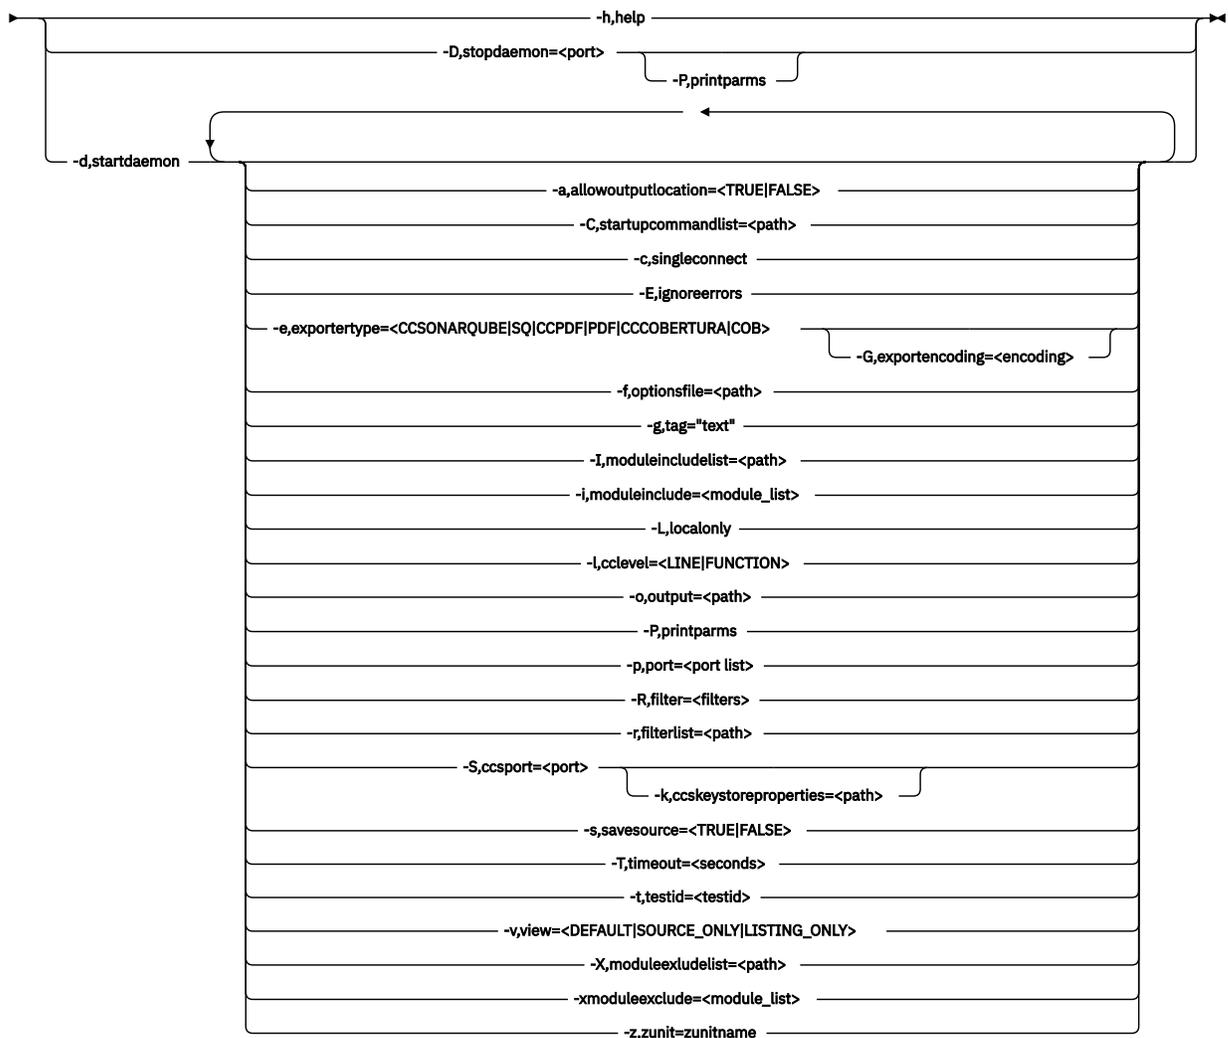 -h,help
-D,stopdaemon=<port>
-P,printparms
-d,startdaemon
-a,allowoutputlocation=<TRUE|FALSE>
-C,startupcommandlist=<path>
-c,singleconnect
-E,ignoreerrors
-e,exportertype=<CCSONARQUBE|SQ|CCPDF|PDF|CCCOBERTURA|COB>
-G,exportencoding=<encoding>
-f,optionsfile=<path>
-g,tag="text"
-I,moduleincludelist=<path>
-i,moduleinclude=<module_list>
-L,localonly
-l,cclevel=<LINE|FUNCTION>
-o,output=<path>
-P,printparms
-p,port=<port list>
-R,filter=<filters>
-r,filterlist=<path>
-S,ccsport=<port>
-k,ccskeystoreproperties=<path>
-s,savesource=<TRUE|FALSE>
-T,timeout=<seconds>
-t,testid=<testid>
-v,view=<DEFAULT|SOURCE_ONLY|LISTING_ONLY>
-X,moduleexludelist=<path>
-xmoduleexclude=<module_list>
-z,zunit=zunitname